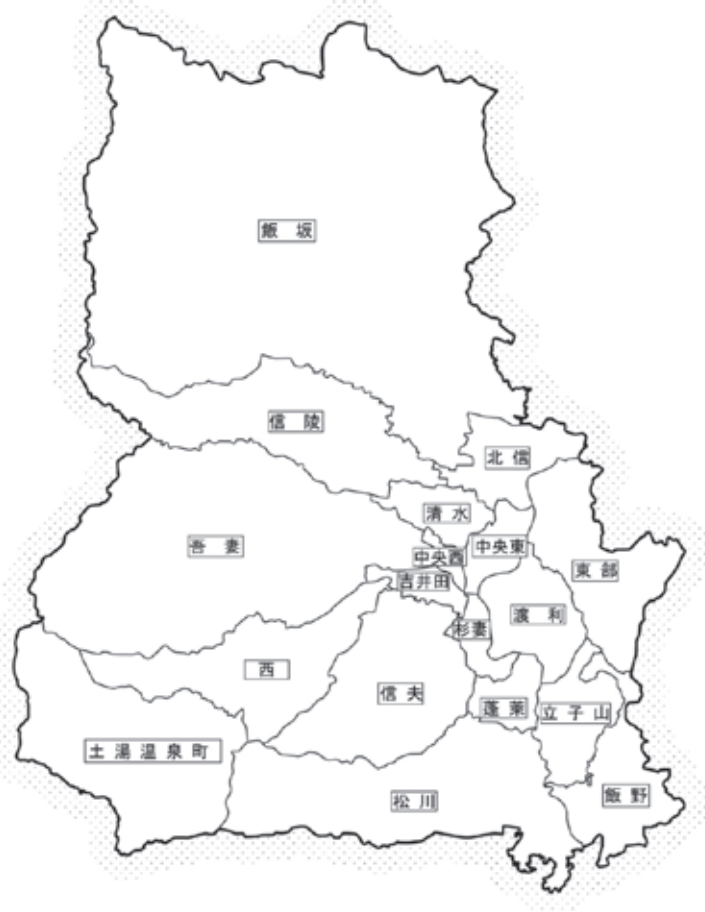 飯坂
信陵
北信
清水
吾妻
中央東
中央西
東部
吉井田
渡利
杉妻
西
信夫
蓬莱
立子山
土湯温泉町
松川
飯野